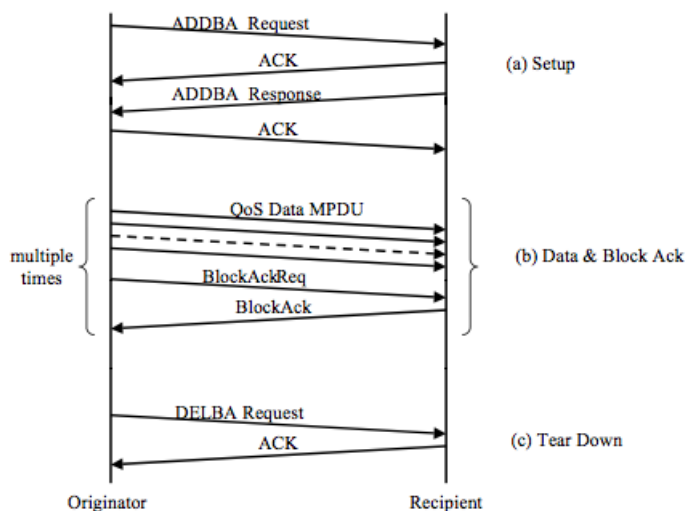 ADDBA Request
ACK
(a) Setup
ADDBA Response
ACK
QoS Data MPDU
multiple
times
(b) Data & Block Ack
BlockAckReq
BlockAck
DELBA Request
ACK
(c) Tear Down
Originator
Recipient